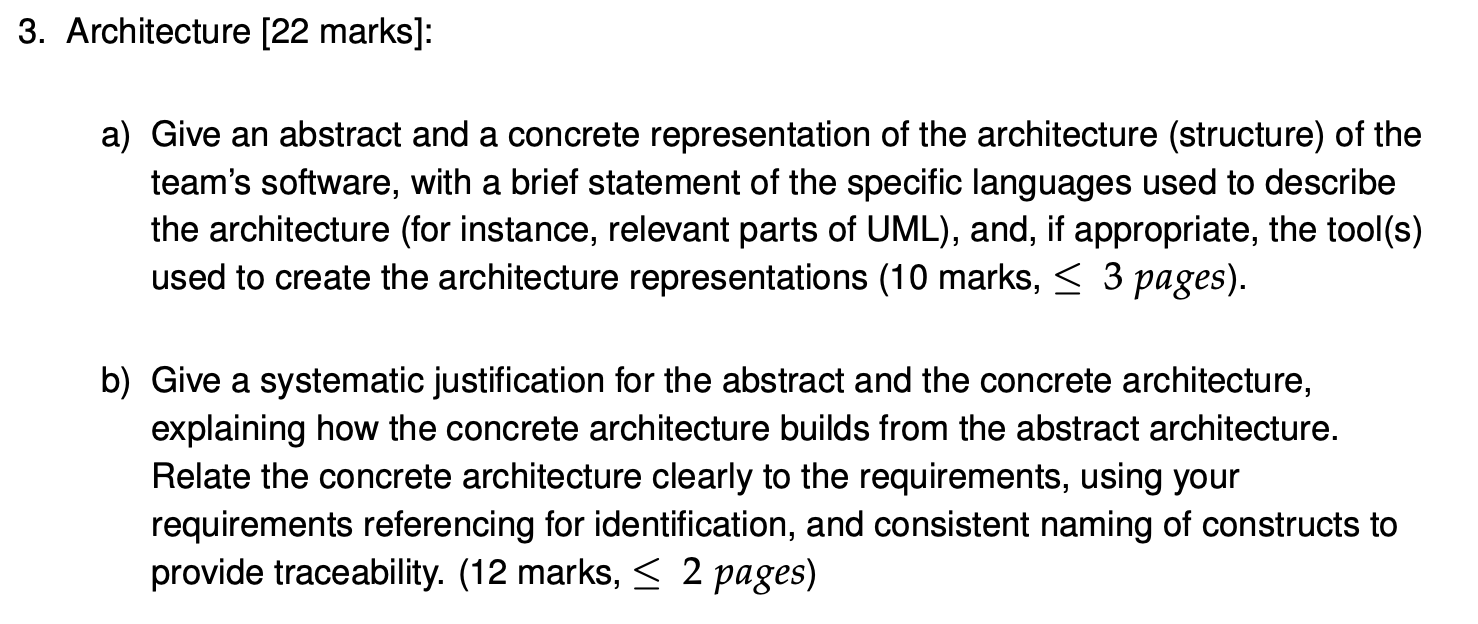 3. Architecture [22 marks]:
a) Give an abstract and a concrete representation of the architecture (structure) of the
team's software, with a brief statement of the specific languages used to describe
the architecture (for instance, relevant parts of UML), and, if appropriate, the tool(s)
used to create the architecture representations (10 marks, ≤ 3 pages).
b) Give a systematic justification for the abstract and the concrete architecture,
explaining how the concrete architecture builds from the abstract architecture.
Relate the concrete architecture clearly to the requirements, using your
requirements referencing for identification, and consistent naming of constructs to
provide traceability. (12 marks, ≤ 2 pages)